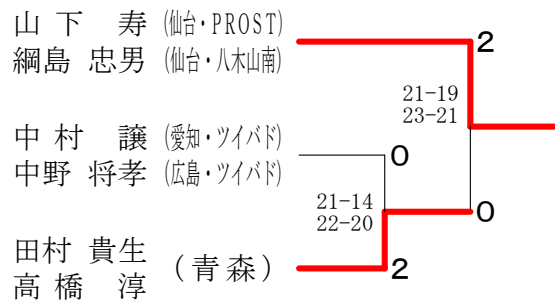 山下 寿 (仙台・PROST)
綱島 忠男 (仙台・八木山南)
2
21-19
23-21
中村 譲 (愛知・ツイバド)
中野 将孝 (広島・ツイバド)
0
21-14
22-20
0
田村 貴生
高橋 淳
(青森)
2